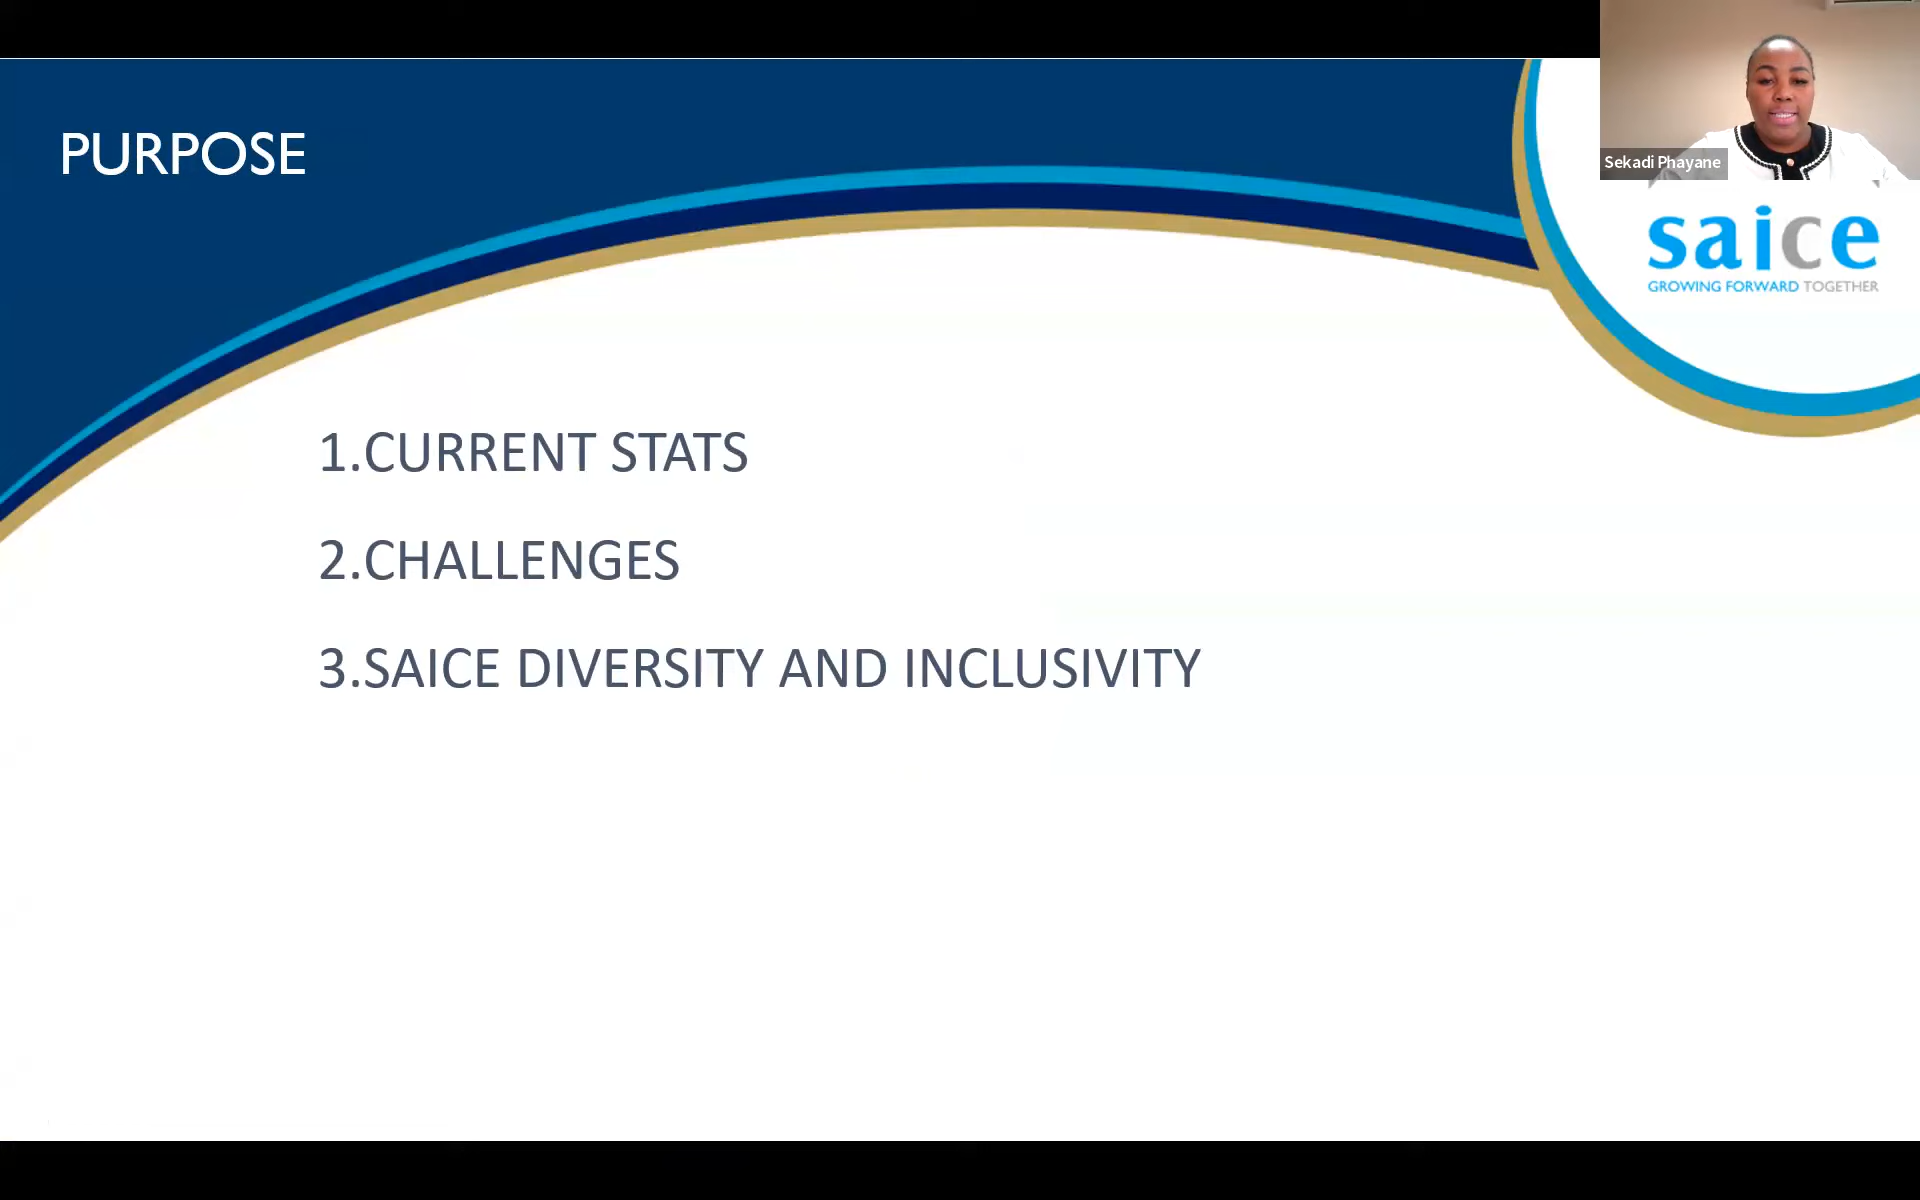 PURPOSE
Sekadi Phayane
saice
GROWING FORWARD TOGETHER
1.CURRENT STATS
2.CHALLENGES
3.SAICE DIVERSITY AND INCLUSIVITY